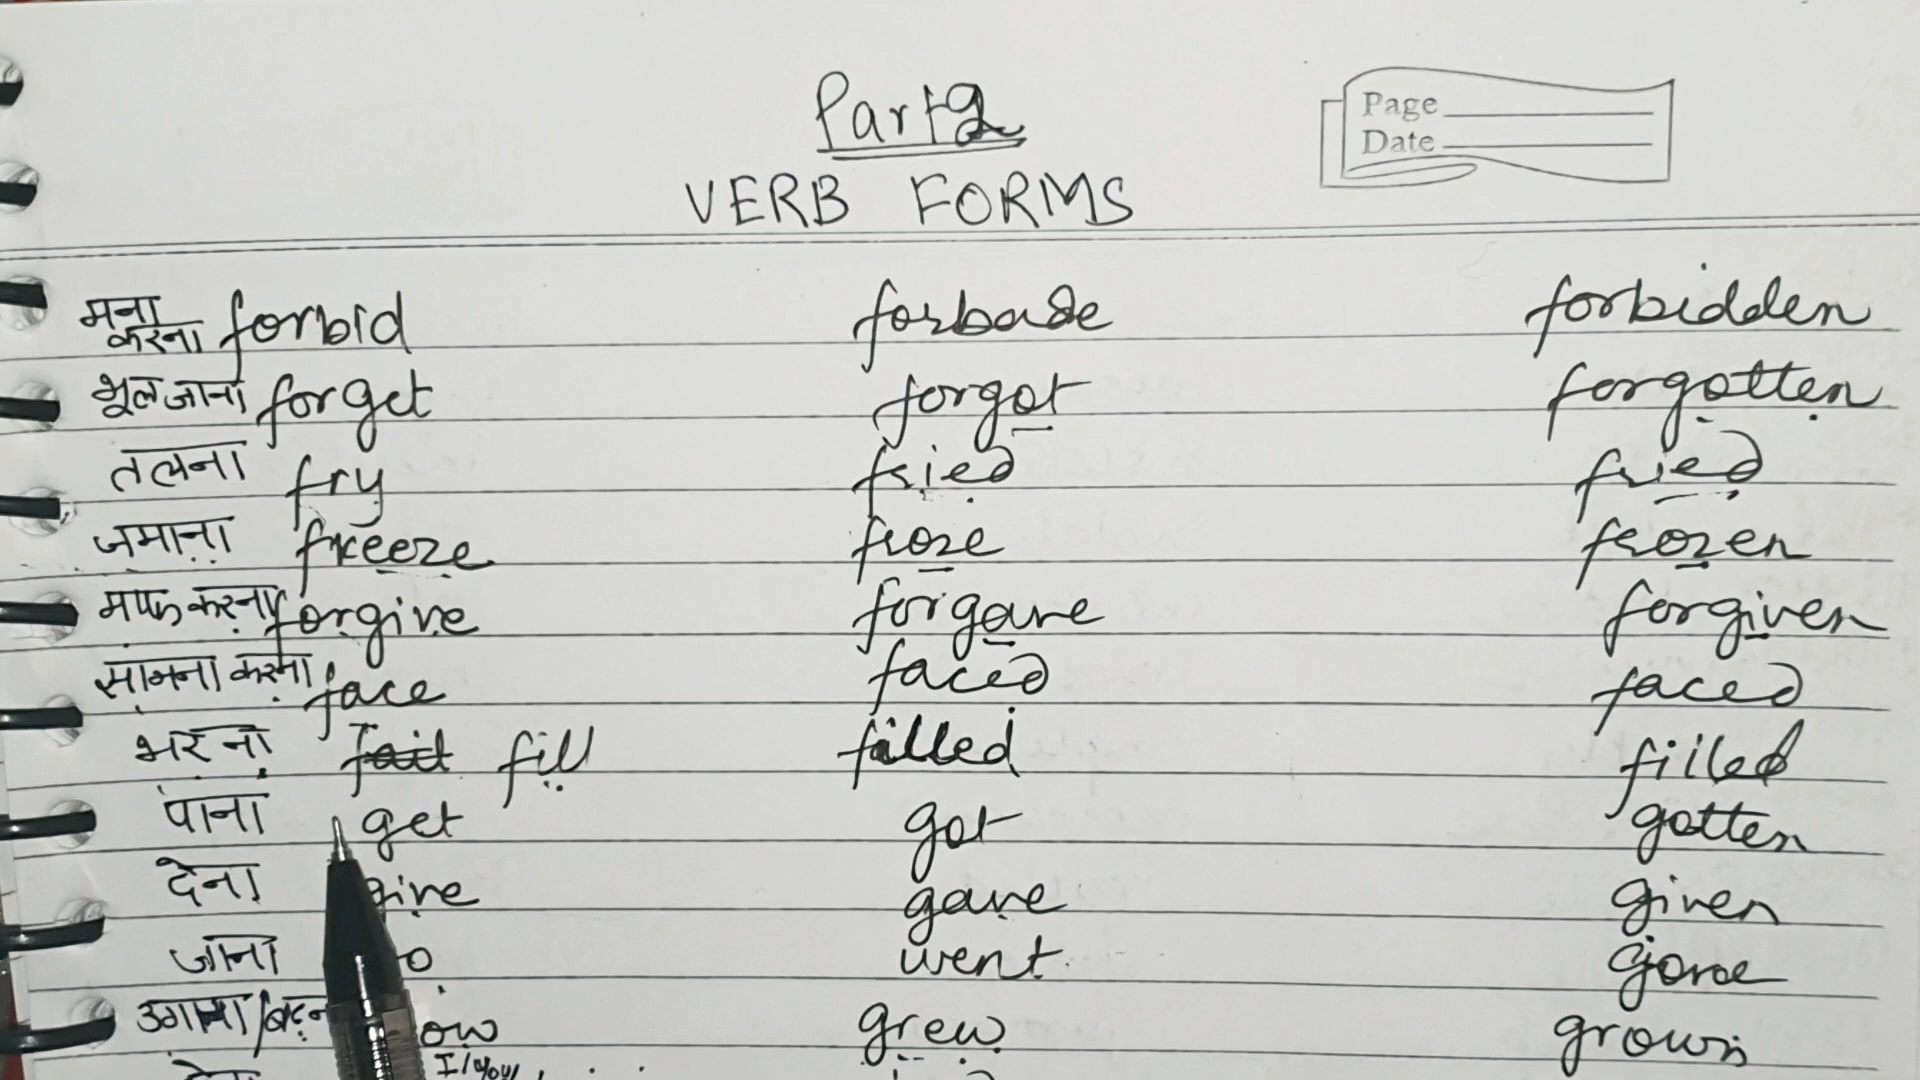 Part 2
Page
Date
VERB FORMS
मना करना forbid forbade forbidden
भूल जाना forget forgot forgotten
तलना fry fried fried
जमाना freeze froze frozen
माफ करना forgive forgave forgiven
सामना करना face faced faced
भरना fill filled filled
पाना get got gotten
देना give gave given
जाना went gone
grew grown
I/you/